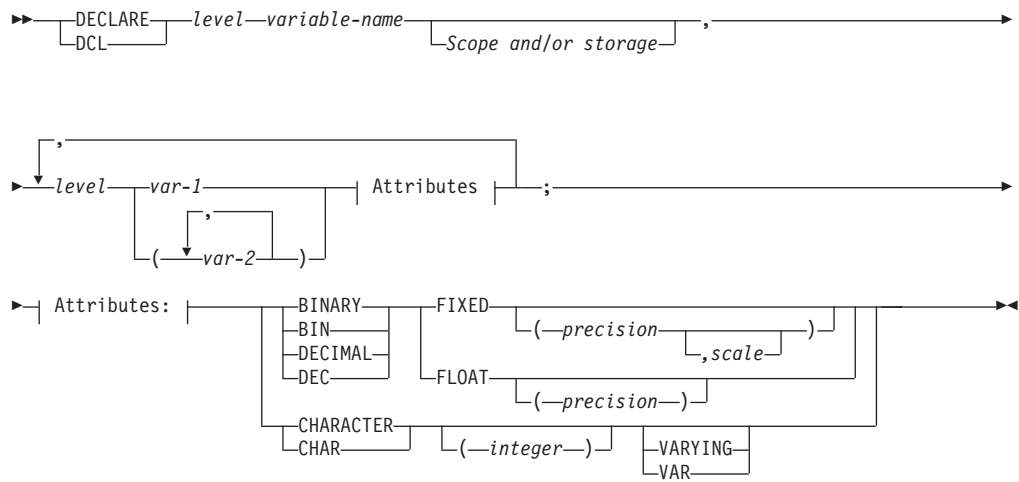 DECLARE level variable-name ,
DCL Scope and/or storage
,
level var-1 Attributes ;
,
( var-2 )
Attributes: BINARY FIXED
BIN ( precision )
DECIMAL ,scale
DEC FLOAT
( precision )
CHARACTER
CHAR ( integer ) VARYING
VAR